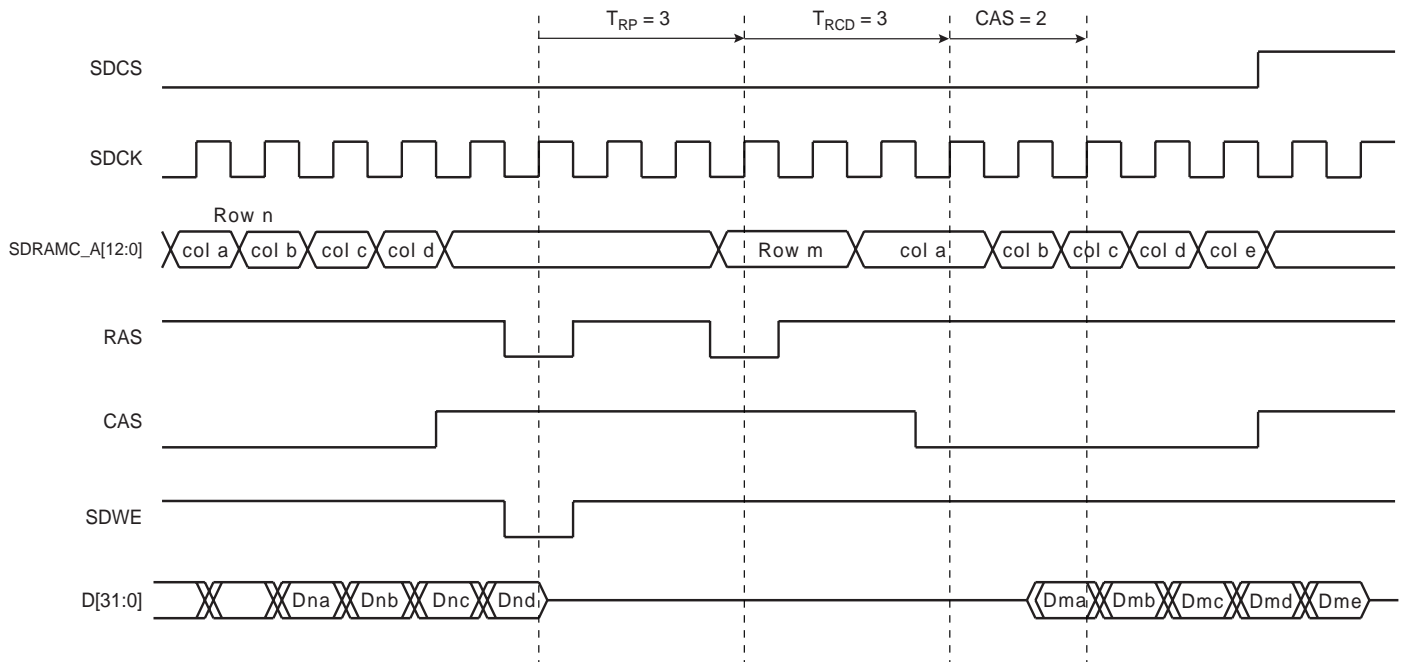 T_RP = 3 T_RCD = 3 CAS = 2
SDCS
SDCK
Row n
SDRAMC_A[12:0] col a col b col c col d Row m col a col b col c col d col e
RAS
CAS
SDWE
D[31:0] Dna Dnb Dnc Dnd Dma Dmb Dmc Dmd Dme